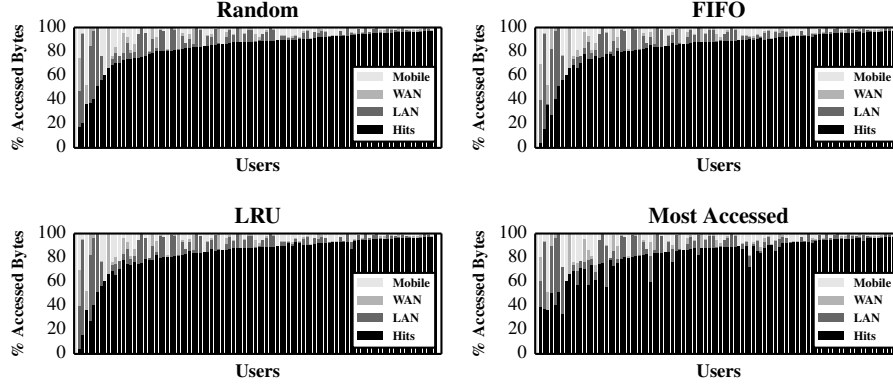 Random
% Accessed Bytes
100
80
60
40
20
0
Mobile
WAN
LAN
Hits
Users
FIFO
% Accessed Bytes
100
80
60
40
20
0
Mobile
WAN
LAN
Hits
Users
LRU
% Accessed Bytes
100
80
60
40
20
0
Mobile
WAN
LAN
Hits
Users
Most Accessed
% Accessed Bytes
100
80
60
40
20
0
Mobile
WAN
LAN
Hits
Users